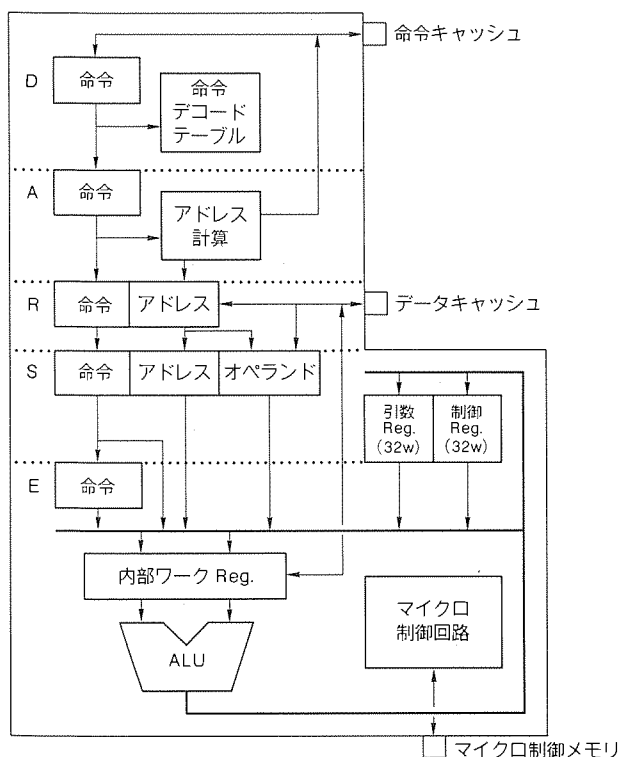 命令キャッシュ
D
命令
命令
デコード
テーブル
A
命令
アドレス
計算
R
命令
アドレス
データキャッシュ
S
命令
アドレス
オペランド
引数
Reg.
(32w)
制御
Reg.
(32w)
E
命令
内部ワーク Reg.
マイクロ
制御回路
ALU
マイクロ制御メモリ